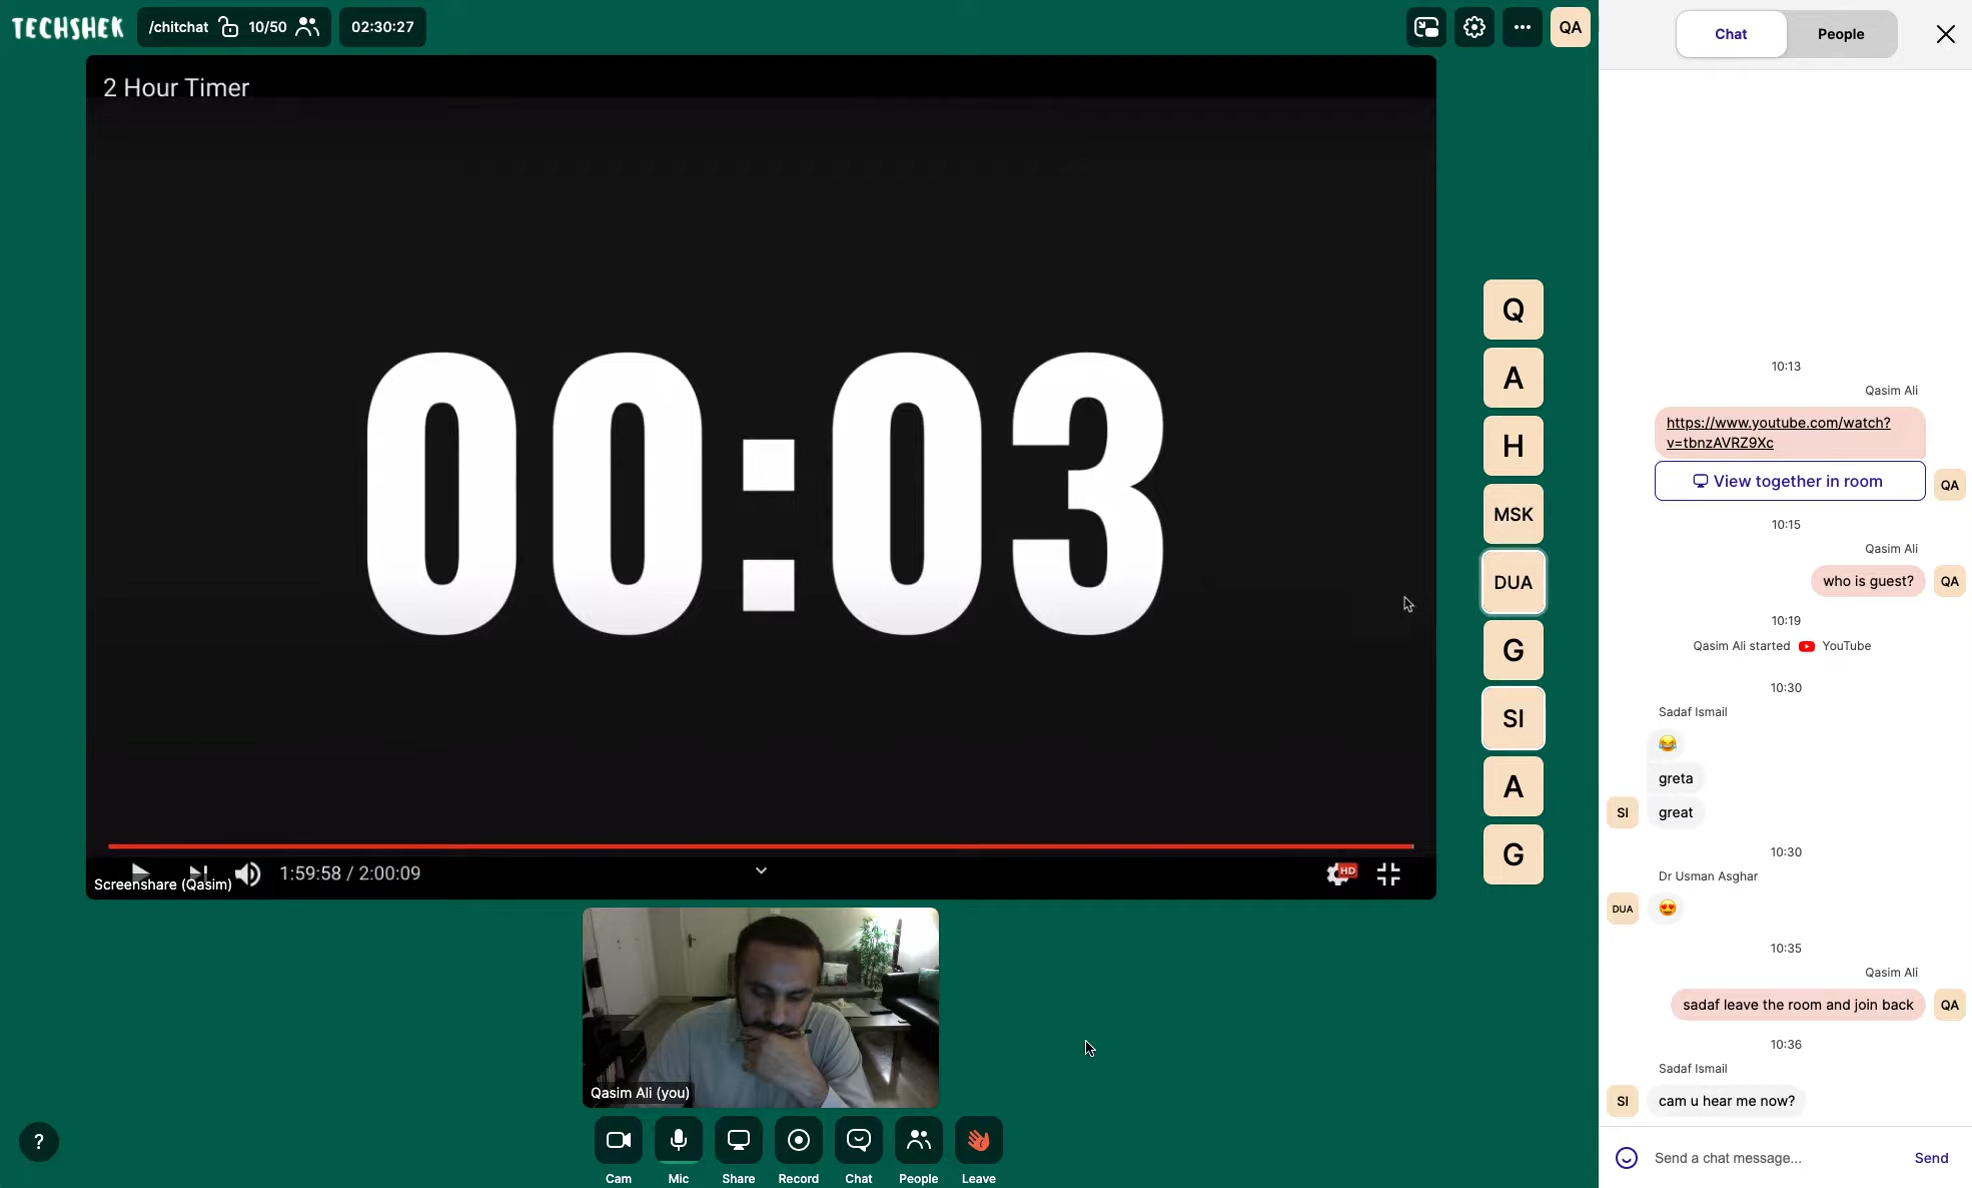 TECHSHEK
/chitchat
10/50
02:30:27
QA
2 Hour Timer
00:03
1:59:58 / 2:00:09
HD
Screenshare (Qasim)
Q
A
H
MSK
DUA
G
SI
A
G
Qasim Ali (you)
?
Cam
Mic
Share
Record
Chat
People
Leave
Chat
People
10:13
Qasim Ali
https://www.youtube.com/watch?
v=tbnzAVRZ9Xc
View together in room
QA
10:15
Qasim Ali
who is guest?
QA
10:19
Qasim Ali started YouTube
10:30
Sadaf Ismail
😂
greta
SI
great
10:30
Dr Usman Asghar
DUA
😍
10:35
Qasim Ali
sadaf leave the room and join back
QA
10:36
Sadaf Ismail
SI
cam u hear me now?
Send a chat message...
Send